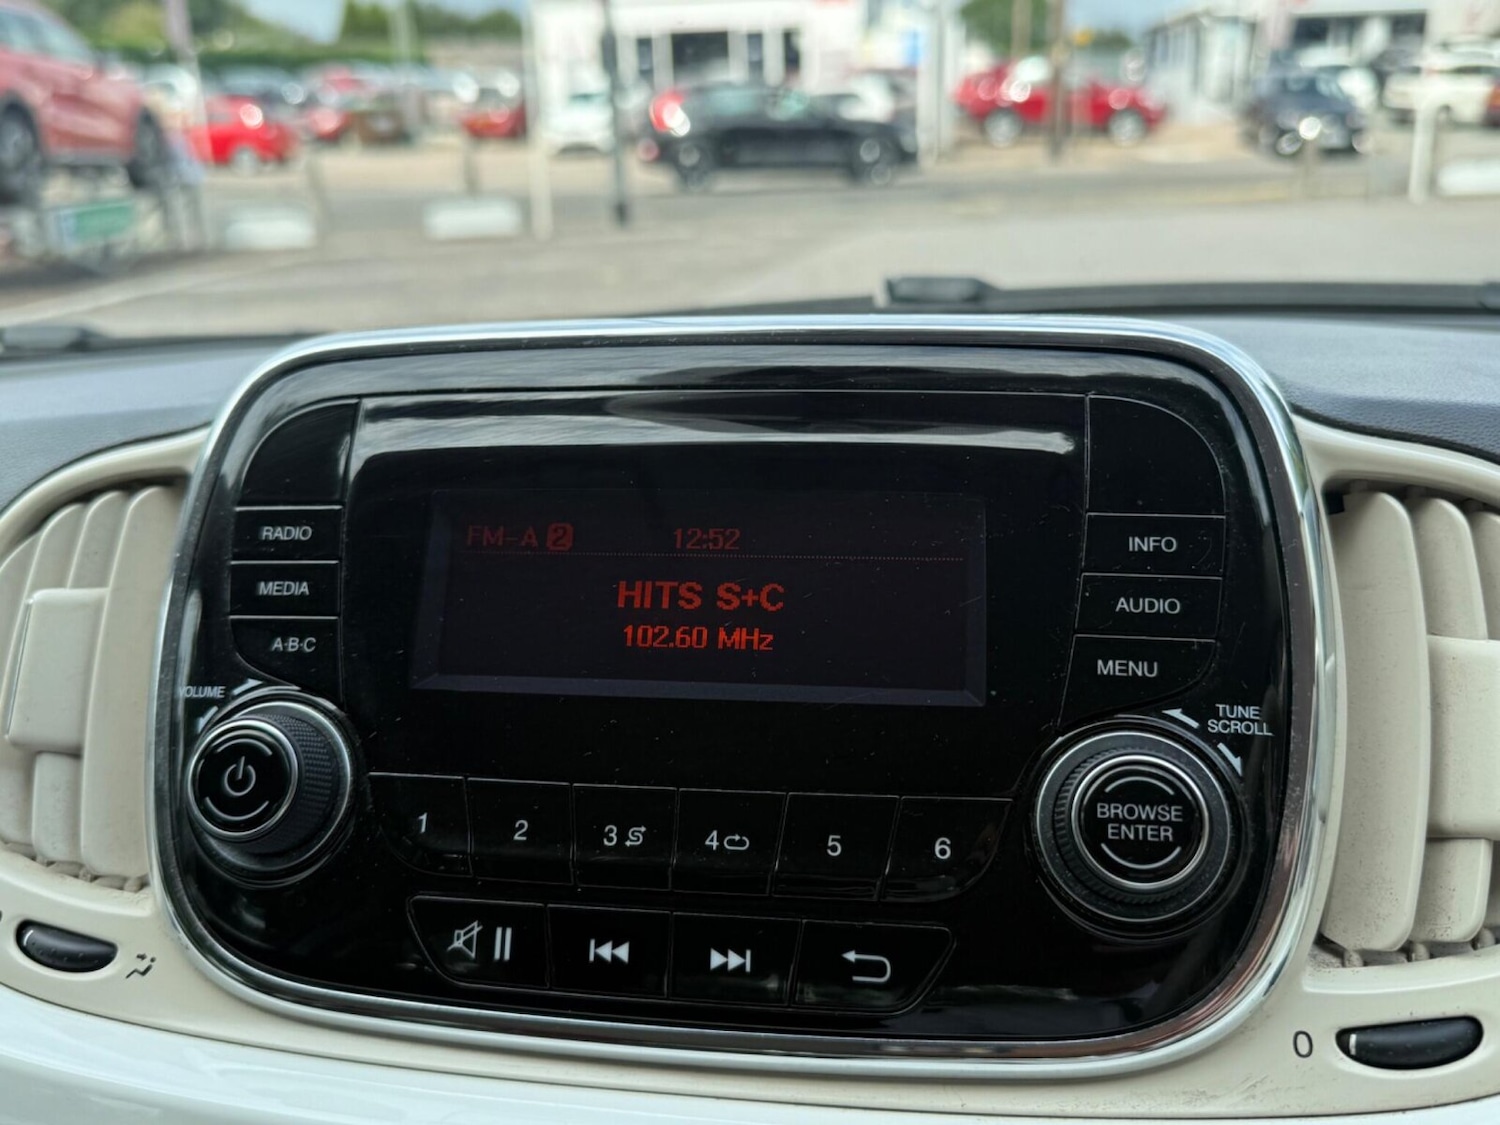 FM-A 2
12:52
HITS S+C
102.60 MHz
RADIO
MEDIA
A·B·C
VOLUME
INFO
AUDIO
MENU
TUNE
SCROLL
BROWSE
ENTER
1
2
3
4
5
6
0